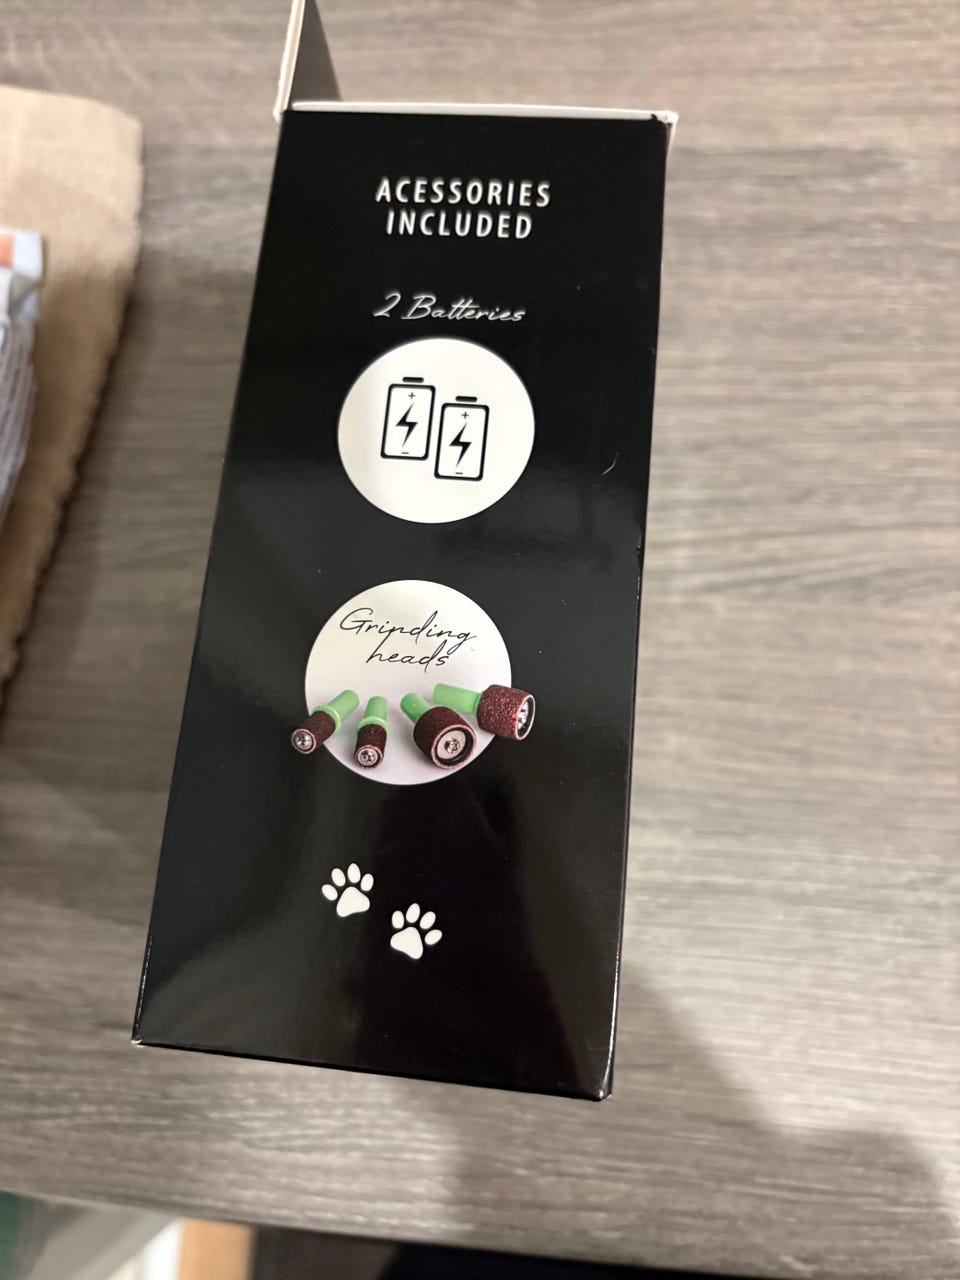 ACESSORIES
INCLUDED
2 Batteries
Grinding
heads